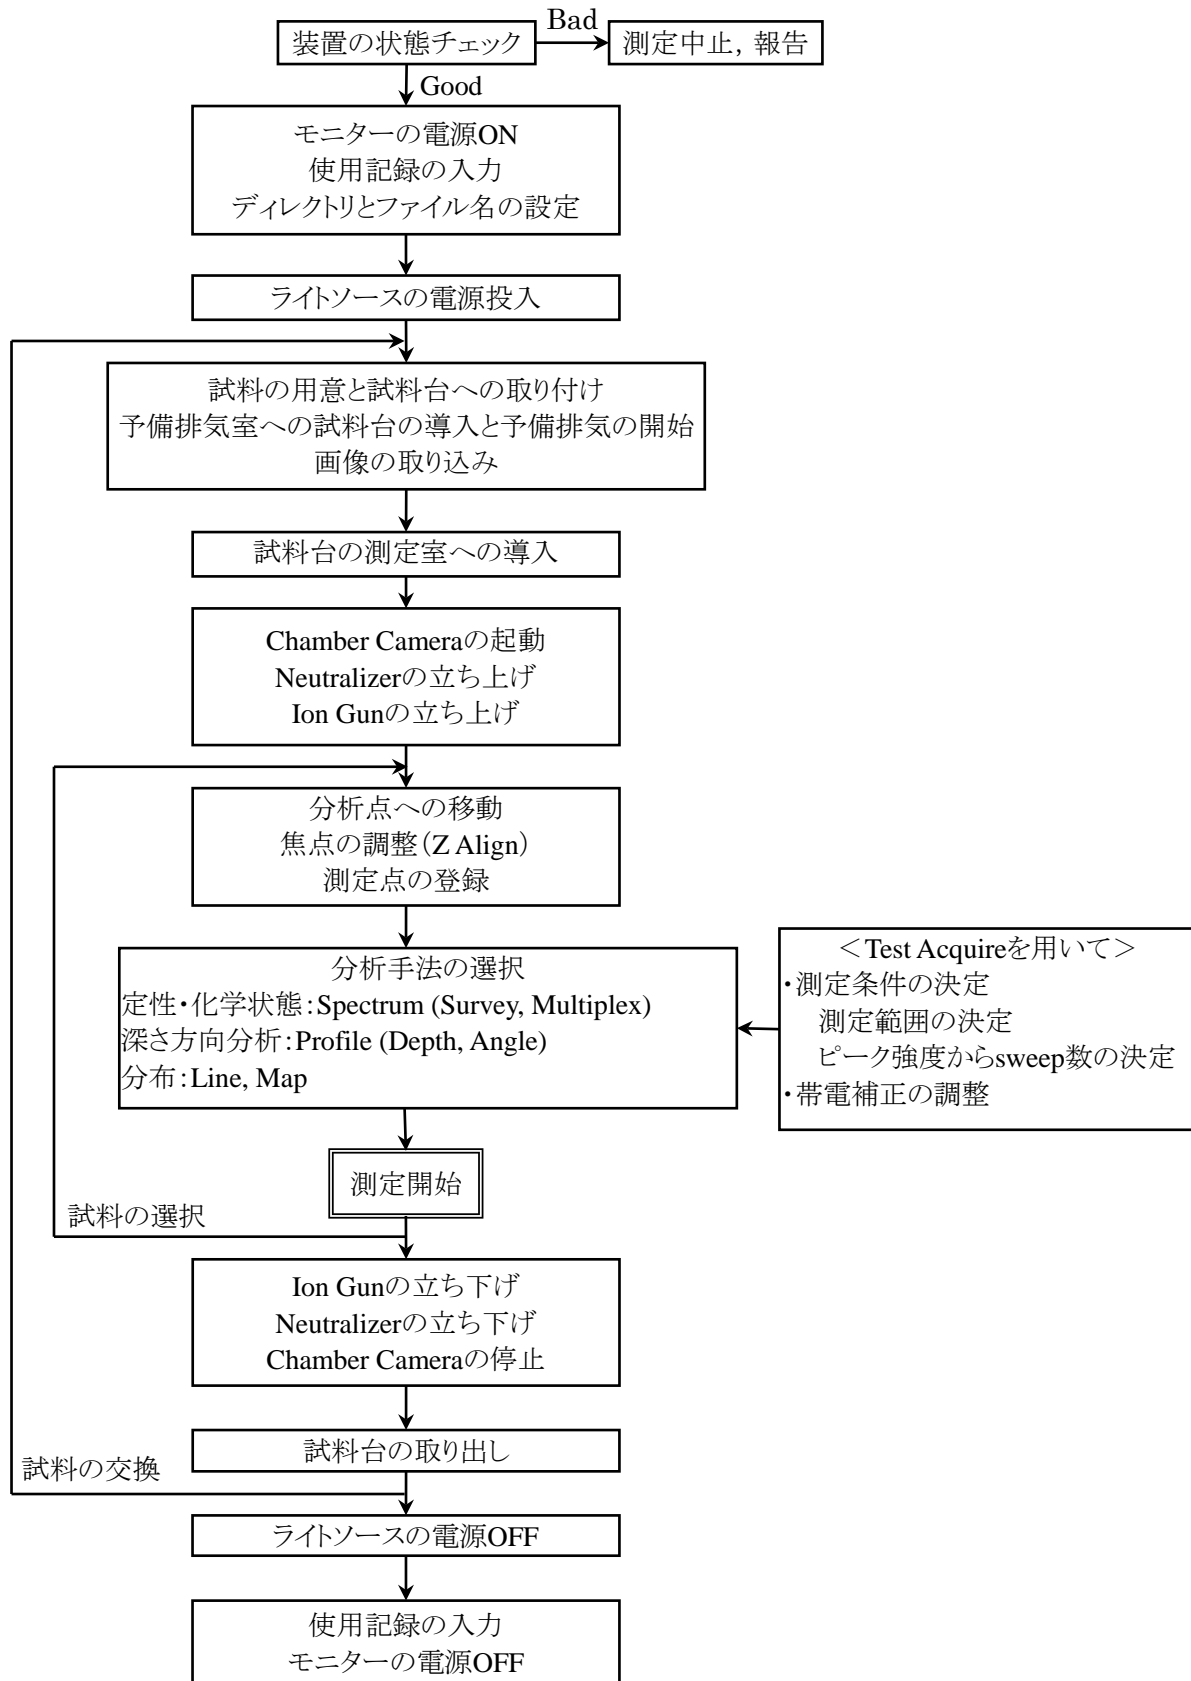 Bad
装置の状態チェック
測定中止, 報告
Good
モニターの電源ON
使用記録の入力
ディレクトリとファイル名の設定
ライトソースの電源投入
試料の用意と試料台への取り付け
予備排気室への試料台の導入と予備排気の開始
画像の取り込み
試料台の測定室への導入
Chamber Cameraの起動
Neutralizerの立ち上げ
Ion Gunの立ち上げ
分析点への移動
焦点の調整(Z Align)
測定点の登録
分析手法の選択
定性・化学状態:Spectrum (Survey, Multiplex)
深さ方向分析:Profile (Depth, Angle)
分布:Line, Map
<Test Acquireを用いて>
・測定条件の決定
測定範囲の決定
ピーク強度からsweep数の決定
・帯電補正の調整
測定開始
試料の選択
Ion Gunの立ち下げ
Neutralizerの立ち下げ
Chamber Cameraの停止
試料台の取り出し
試料の交換
ライトソースの電源OFF
使用記録の入力
モニターの電源OFF